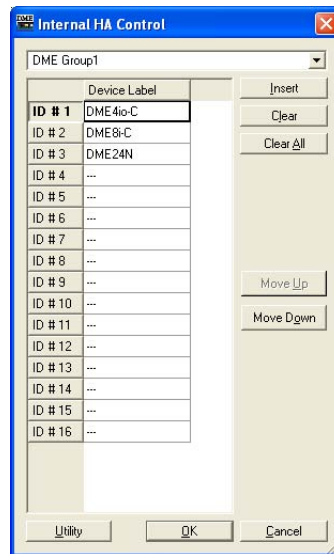 DME Internal HA Control
DME Group1
Device Label Insert
ID # 1 DME4io-C Clear
ID # 2 DME8i-C Clear All
ID # 3 DME24N
ID # 4 ---
ID # 5 ---
ID # 6 ---
ID # 7 ---
ID # 8 ---
ID # 9 --- Move Up
ID # 10 ---
ID # 11 --- Move Down
ID # 12 ---
ID # 13 ---
ID # 14 ---
ID # 15 ---
ID # 16 ---
Utility OK Cancel